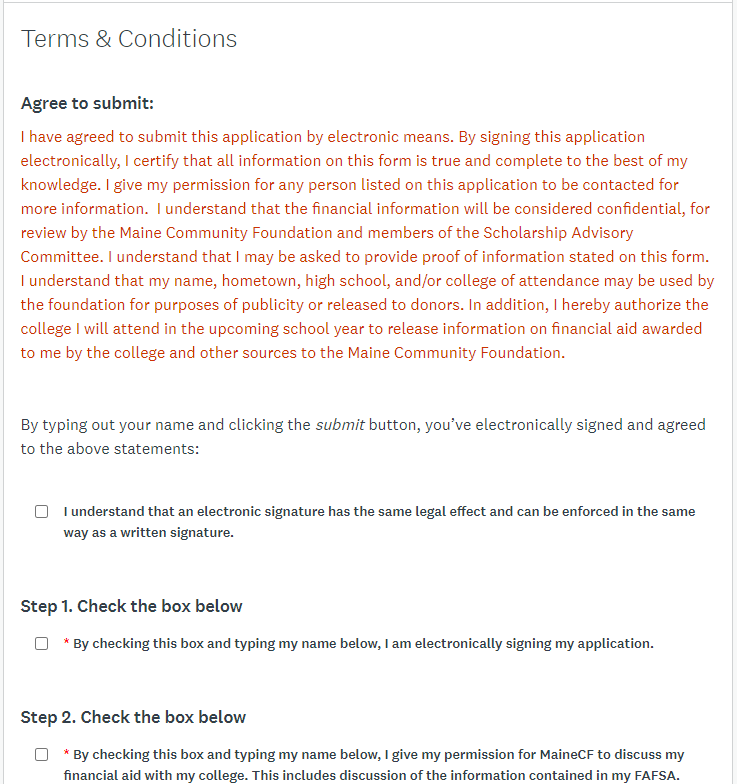 Terms & Conditions
Agree to submit:
I have agreed to submit this application by electronic means. By signing this application
electronically, I certify that all information on this form is true and complete to the best of my
knowledge. I give my permission for any person listed on this application to be contacted for
more information.  I understand that the financial information will be considered confidential, for
review by the Maine Community Foundation and members of the Scholarship Advisory
Committee. I understand that I may be asked to provide proof of information stated on this form.
I understand that my name, hometown, high school, and/or college of attendance may be used by
the foundation for purposes of publicity or released to donors. In addition, I hereby authorize the
college I will attend in the upcoming school year to release information on financial aid awarded
to me by the college and other sources to the Maine Community Foundation.
By typing out your name and clicking the submit button, you’ve electronically signed and agreed
to the above statements:
I understand that an electronic signature has the same legal effect and can be enforced in the same
way as a written signature.
Step 1. Check the box below
* By checking this box and typing my name below, I am electronically signing my application.
Step 2. Check the box below
* By checking this box and typing my name below, I give my permission for MaineCF to discuss my
financial aid with my college. This includes discussion of the information contained in my FAFSA.